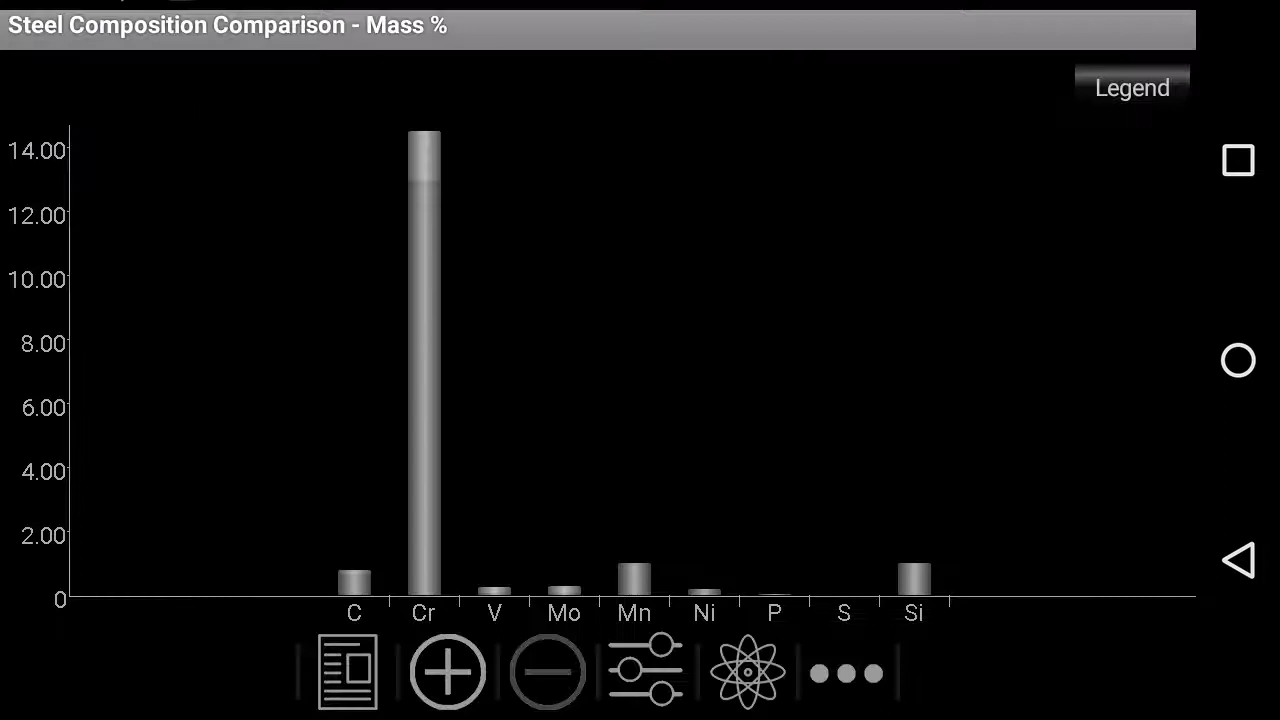 Steel Composition Comparison - Mass %
Legend
14.00
12.00
10.00
8.00
6.00
4.00
2.00
0
C Cr V Mo Mn Ni P S Si